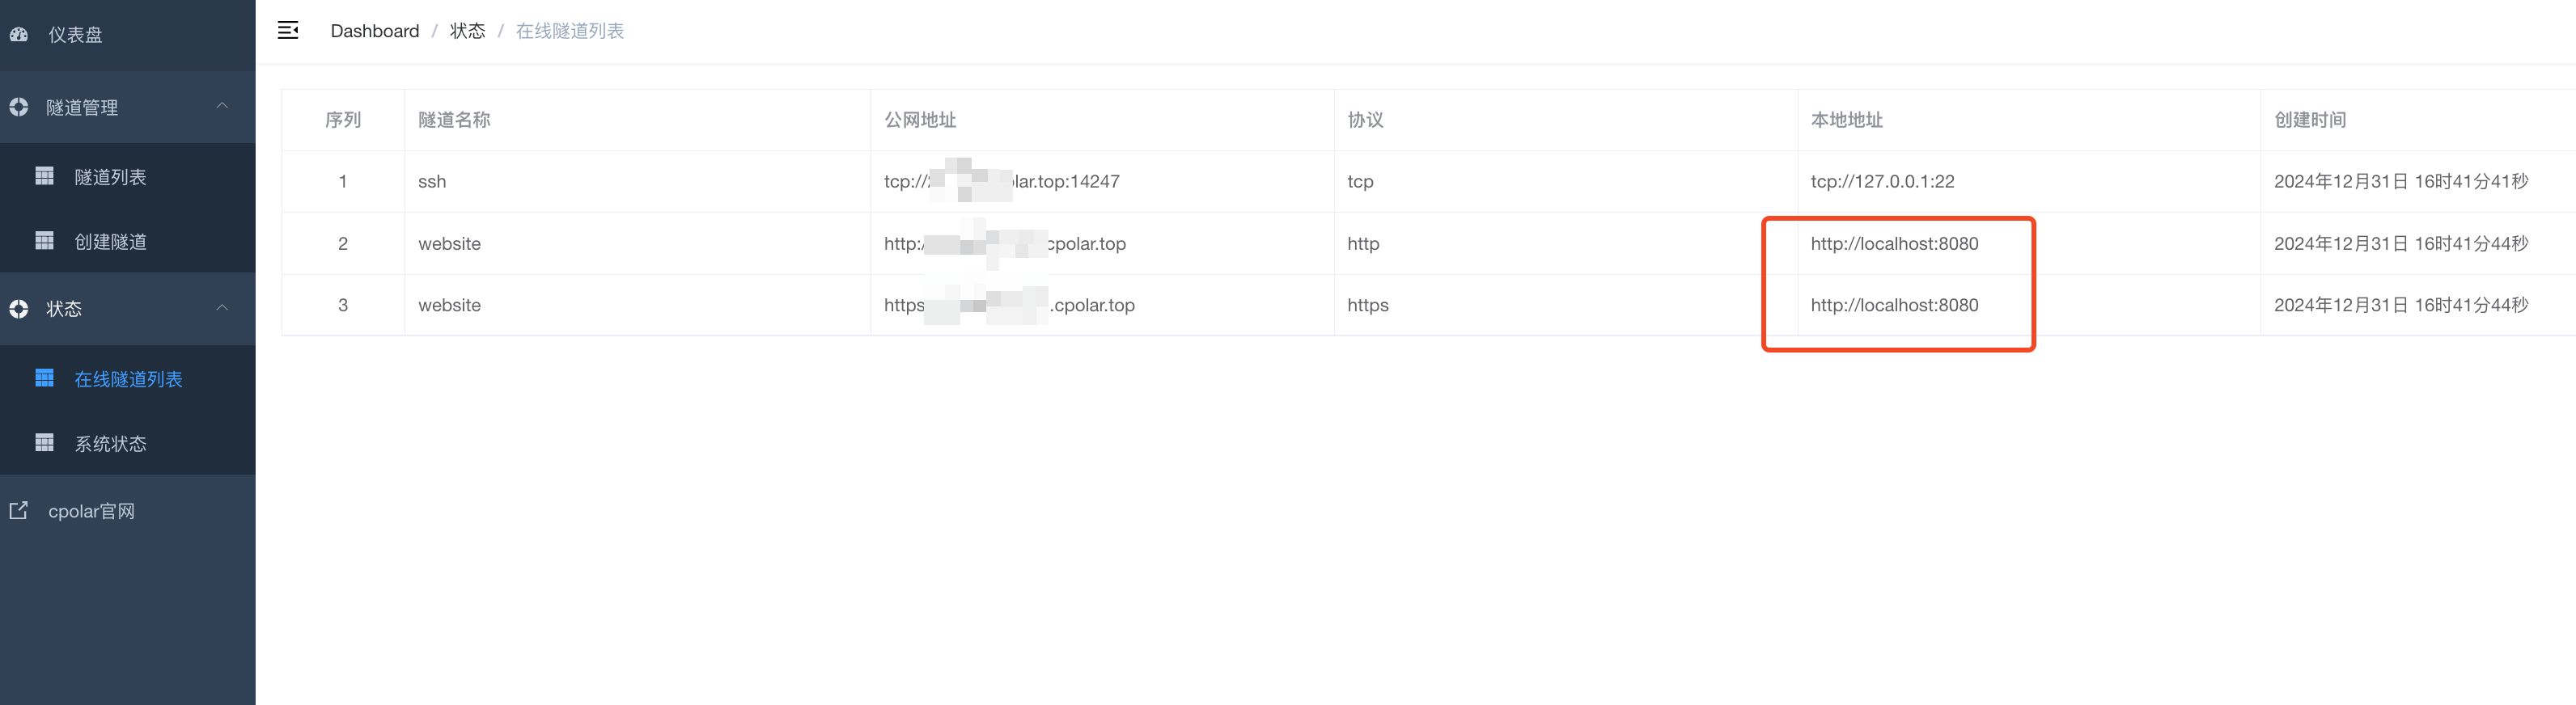 仪表盘
隧道管理
隧道列表
创建隧道
状态
在线隧道列表
系统状态
cpolar官网
Dashboard / 状态 / 在线隧道列表
序列 隧道名称 公网地址 协议 本地地址 创建时间
1 ssh tcp:// lar.top:14247 tcp tcp://127.0.0.1:22 2024年12月31日 16时41分41秒
2 website http:/ cpolar.top http http://localhost:8080 2024年12月31日 16时41分44秒
3 website https .cpolar.top https http://localhost:8080 2024年12月31日 16时41分44秒